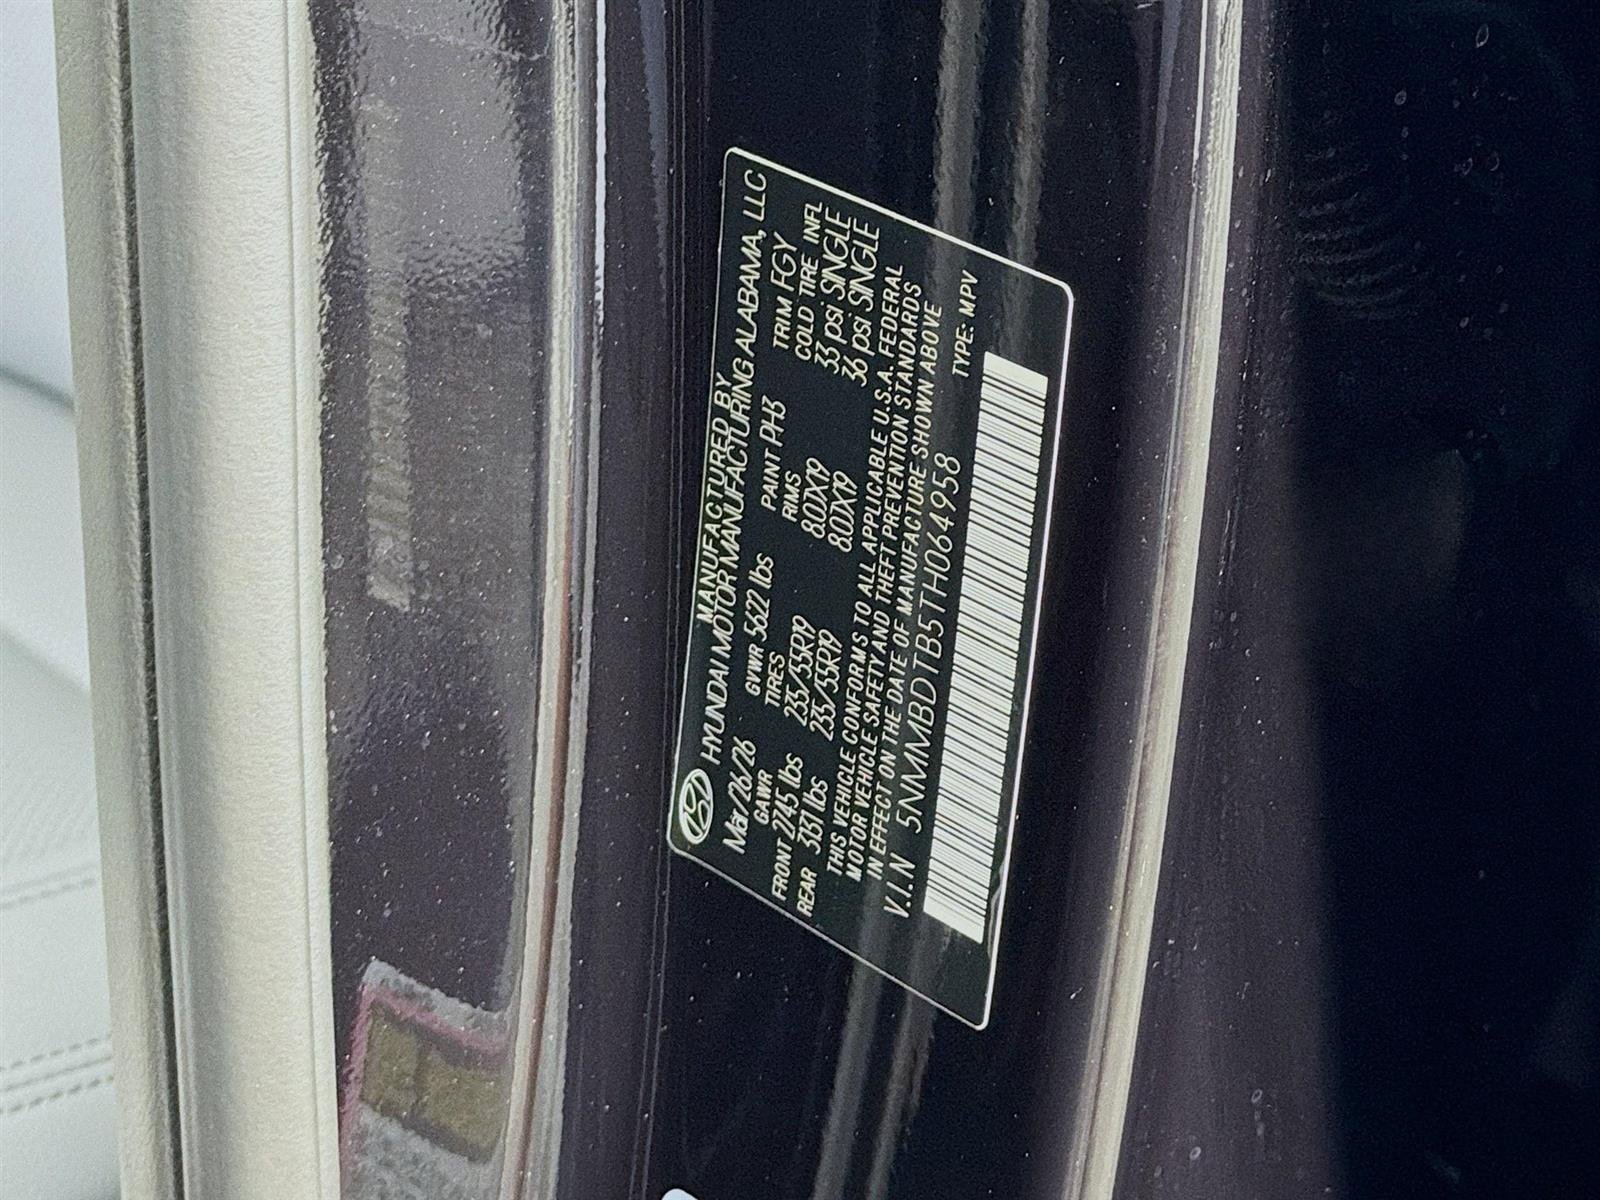 MANUFACTURED BY
HYUNDAI MOTOR MANUFACTURING ALABAMA, LLC
Mar/26/26 GVWR 5622 lbs PAINT PH3 TRIM FGY
GAWR TIRES RIMS COLD TIRE INFL
FRONT 2745 lbs 235/55R19 8.0JX19 33 psi SINGLE
REAR 3137 lbs 235/55R19 8.0JX19 36 psi SINGLE
THIS VEHICLE CONFORMS TO ALL APPLICABLE U.S.A. FEDERAL
MOTOR VEHICLE SAFETY AND THEFT PREVENTION STANDARDS
IN EFFECT ON THE DATE OF MANUFACTURE SHOWN ABOVE
V.I.N 5NMMBDTB5TH064958 TYPE: MPV